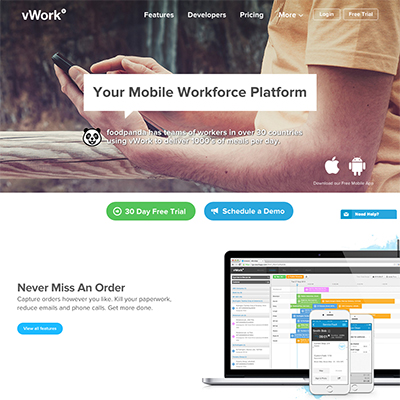 vWork
Features Developers Pricing More Login Free Trial
Your Mobile Workforce Platform
foodpanda has teams of workers in over 30 countries
using vWork to deliver 1000's of meals per day.
Download our Free Mobile App
30 Day Free Trial Schedule a Demo
Need Help?
Never Miss An Order
Capture orders however you like. Kill your paperwork,
reduce emails and phone calls. Get more done.
View all features
vWork